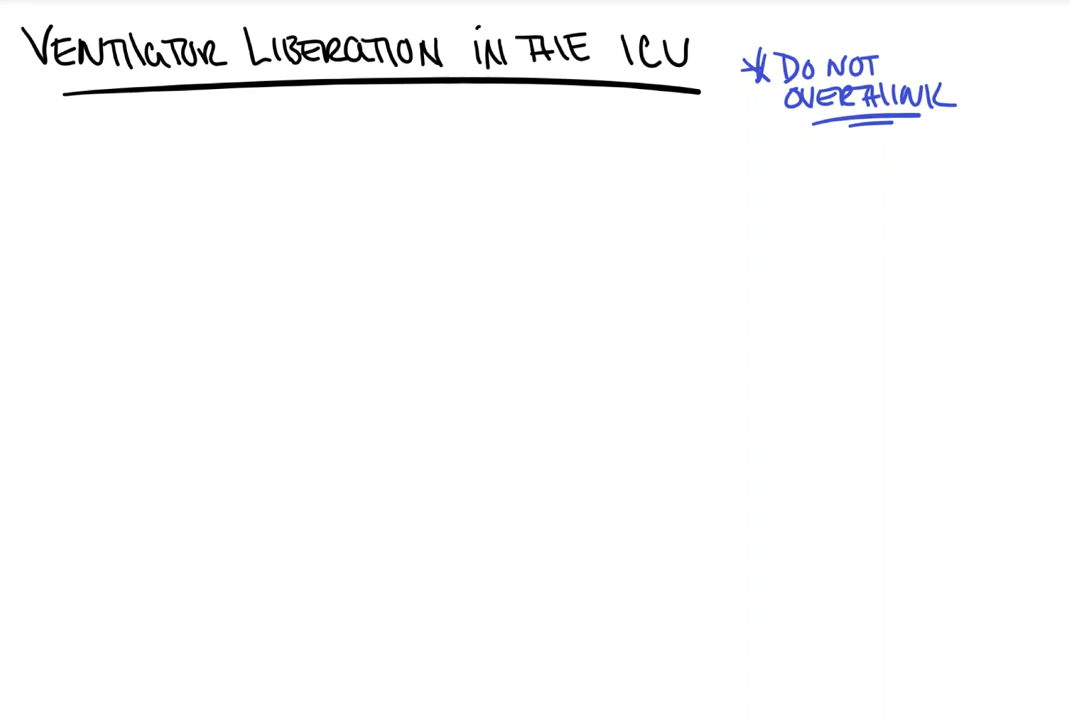 VENTILATOR LIBERATION IN THE ICU
* DO NOT
OVERTHINK